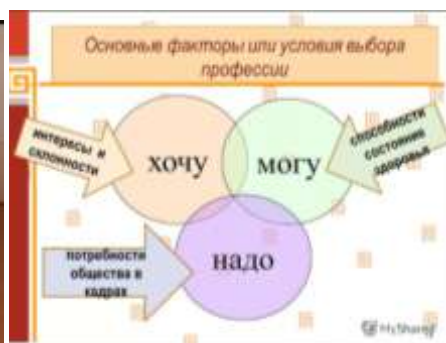 Основные факторы или условия выбора
профессии
интересы и
склонности
хочу
могу
способности
состояние
здоровья
потребности
общества в
кадрах
надо
MyShared